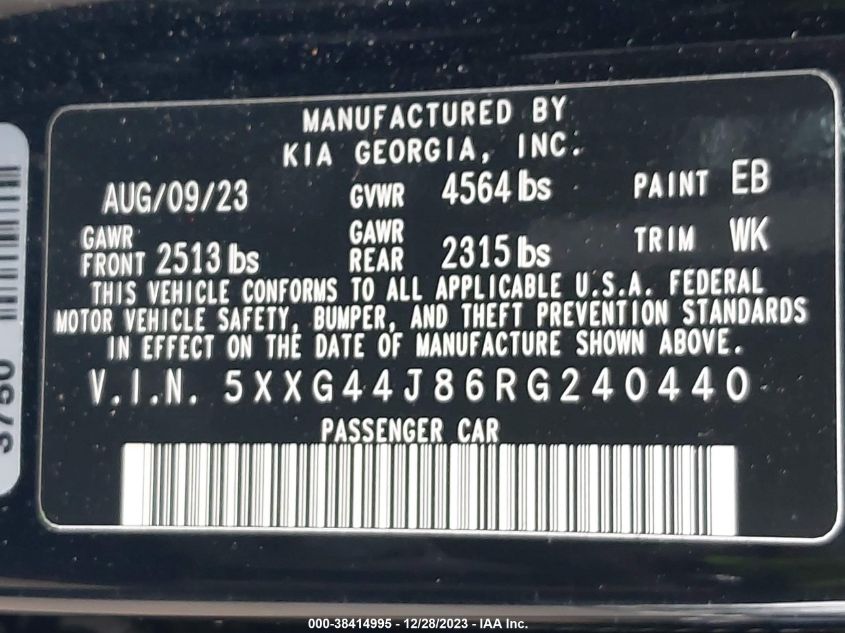 MANUFACTURED BY
KIA GEORGIA, INC.
AUG/09/23 GVWR 4564 lbs PAINT EB
GAWR FRONT 2513 lbs GAWR REAR 2315 lbs TRIM WK
THIS VEHICLE CONFORMS TO ALL APPLICABLE U.S.A. FEDERAL
MOTOR VEHICLE SAFETY, BUMPER, AND THEFT PREVENTION STANDARDS
IN EFFECT ON THE DATE OF MANUFACTURE SHOWN ABOVE.
V.I.N. 5XXG44J86RG240440
PASSENGER CAR
000-38414995 - 12/28/2023 - IAA Inc.